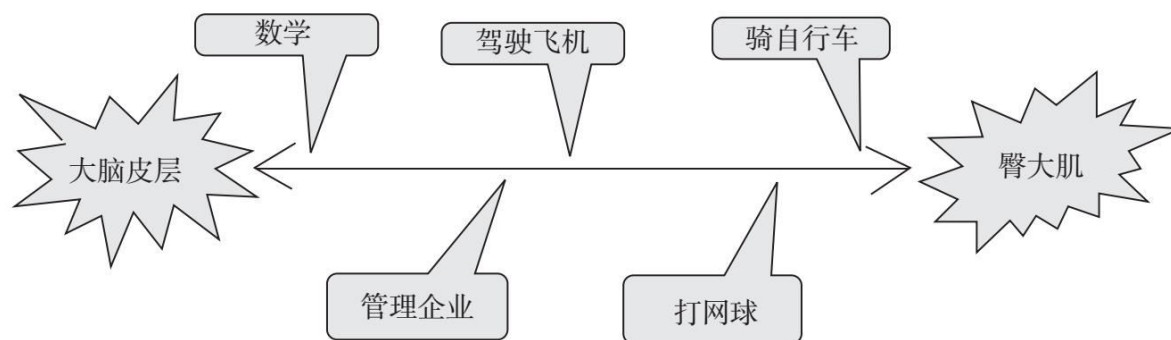 数学
驾驶飞机
骑自行车
大脑皮层
臀大肌
管理企业
打网球